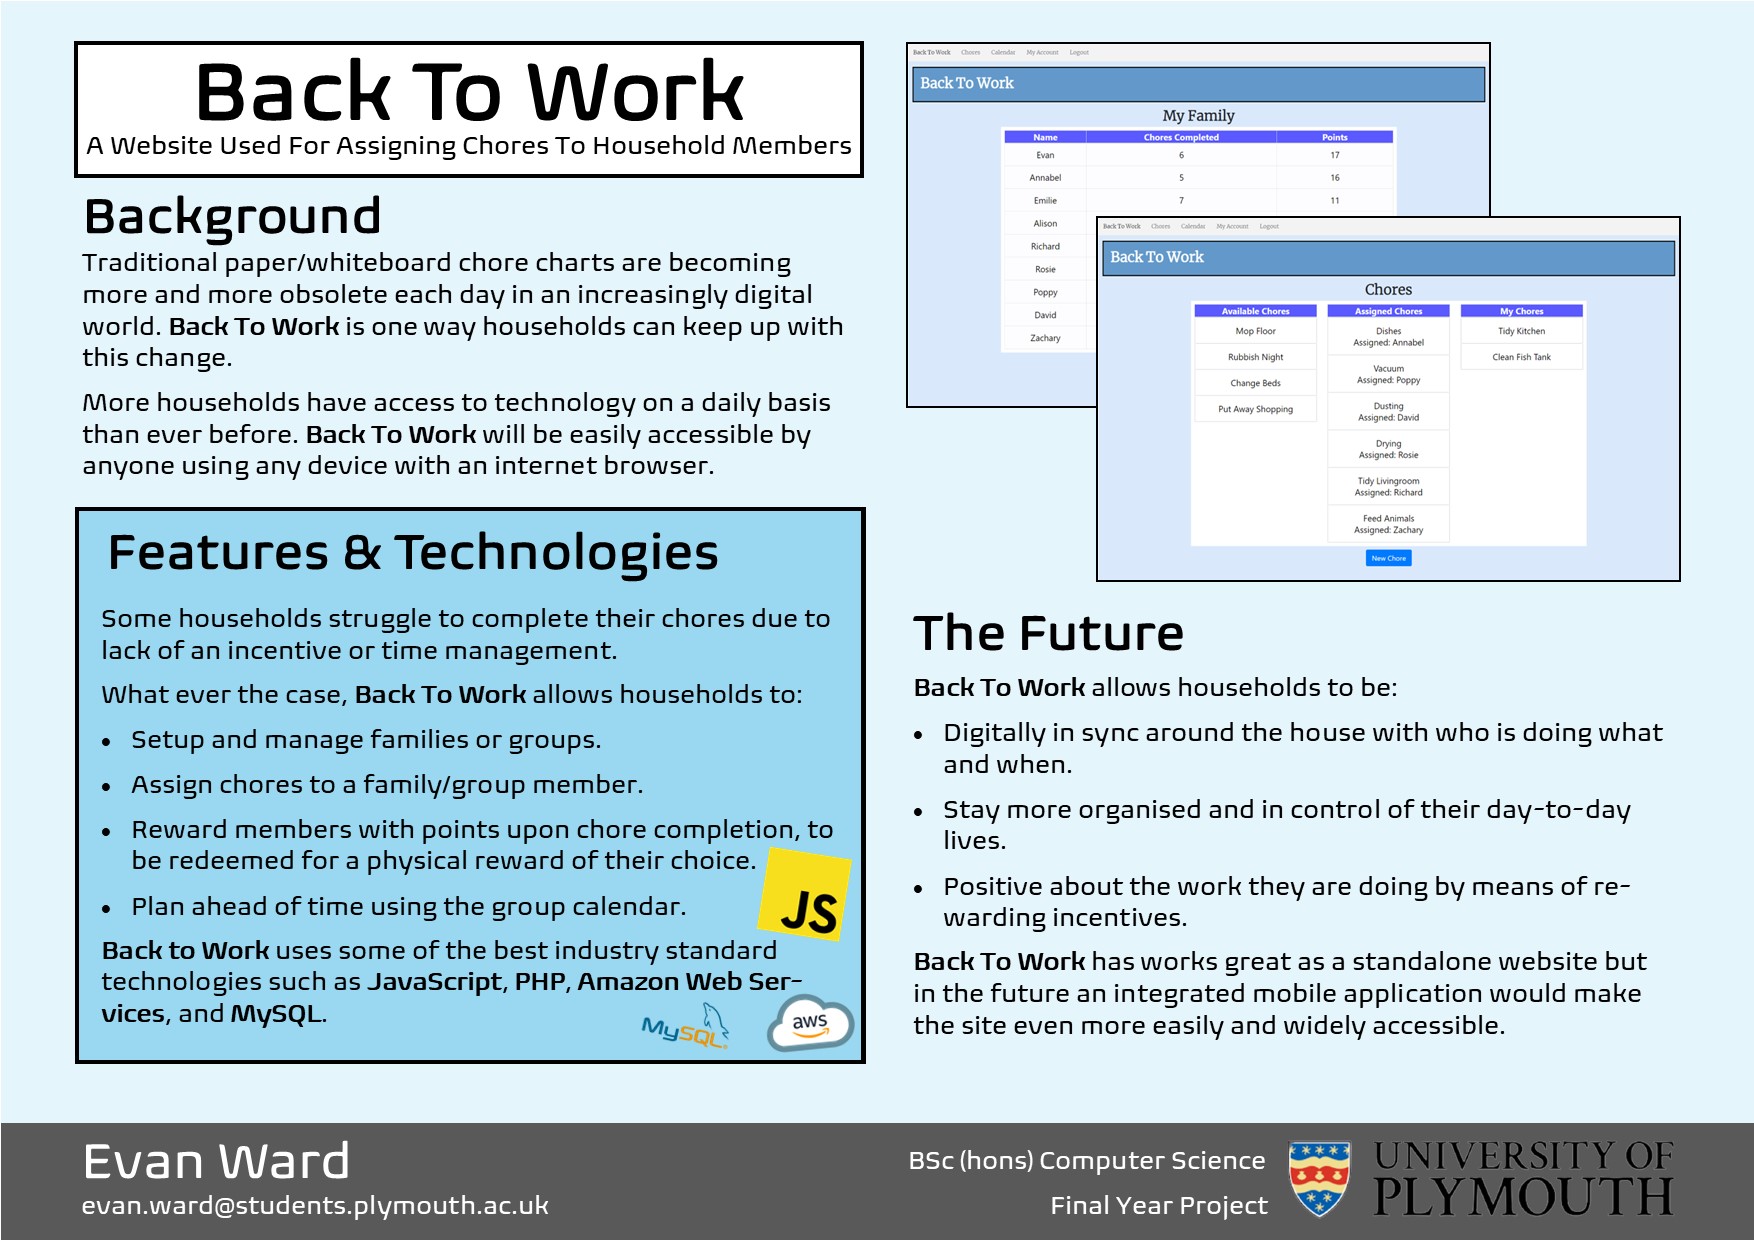 Back To Work
A Website Used For Assigning Chores To Household Members
Background
Traditional paper/whiteboard chore charts are becoming
more and more obsolete each day in an increasingly digital
world. Back To Work is one way households can keep up with
this change.
More households have access to technology on a daily basis
than ever before. Back To Work will be easily accessible by
anyone using any device with an internet browser.
Features & Technologies
Some households struggle to complete their chores due to
lack of an incentive or time management.
What ever the case, Back To Work allows households to:
• Setup and manage families or groups.
• Assign chores to a family/group member.
• Reward members with points upon chore completion, to
be redeemed for a physical reward of their choice.
• Plan ahead of time using the group calendar.
JS
Back to Work uses some of the best industry standard
technologies such as JavaScript, PHP, Amazon Web Ser-
vices, and MySQL.
MySQL
aws
Back To Work Chores Calendar My Account Logout
Back To Work
My Family
Name Chores Completed Points
Evan 6 17
Annabel 5 16
Emilie 7 11
Alison
Richard
Rosie
Poppy
David
Zachary
Back To Work Chores Calendar My Account Logout
Back To Work
Chores
Available Chores
Mop Floor
Rubbish Night
Change Beds
Put Away Shopping
Assigned Chores
Dishes
Assigned: Annabel
Vacuum
Assigned: Poppy
Dusting
Assigned: David
Drying
Assigned: Rosie
Tidy Livingroom
Assigned: Richard
Feed Animals
Assigned: Zachary
My Chores
Tidy Kitchen
Clean Fish Tank
New Chore
The Future
Back To Work allows households to be:
• Digitally in sync around the house with who is doing what
and when.
• Stay more organised and in control of their day-to-day
lives.
• Positive about the work they are doing by means of re-
warding incentives.
Back To Work has works great as a standalone website but
in the future an integrated mobile application would make
the site even more easily and widely accessible.
Evan Ward
evan.ward@students.plymouth.ac.uk
BSc (hons) Computer Science
Final Year Project
UNIVERSITY OF
PLYMOUTH